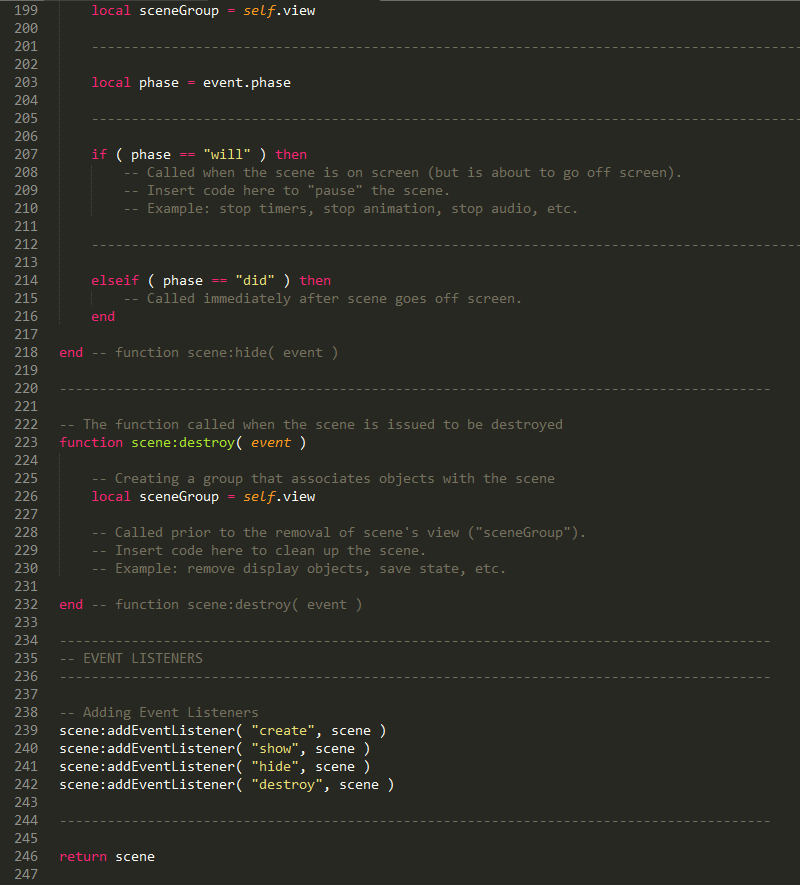 199     local sceneGroup = self.view
200
201     -----------------------------------------------------------------------------------------
202
203     local phase = event.phase
204
205     -----------------------------------------------------------------------------------------
206
207     if ( phase == "will" ) then
208         -- Called when the scene is on screen (but is about to go off screen).
209         -- Insert code here to "pause" the scene.
210         -- Example: stop timers, stop animation, stop audio, etc.
211
212     -----------------------------------------------------------------------------------------
213
214     elseif ( phase == "did" ) then
215         -- Called immediately after scene goes off screen.
216     end
217
218 end -- function scene:hide( event )
219
220 -----------------------------------------------------------------------------------------
221
222 -- The function called when the scene is issued to be destroyed
223 function scene:destroy( event )
224
225     -- Creating a group that associates objects with the scene
226     local sceneGroup = self.view
227
228     -- Called prior to the removal of scene's view ("sceneGroup").
229     -- Insert code here to clean up the scene.
230     -- Example: remove display objects, save state, etc.
231
232 end -- function scene:destroy( event )
233
234 -----------------------------------------------------------------------------------------
235 -- EVENT LISTENERS
236 -----------------------------------------------------------------------------------------
237
238 -- Adding Event Listeners
239 scene:addEventListener( "create", scene )
240 scene:addEventListener( "show", scene )
241 scene:addEventListener( "hide", scene )
242 scene:addEventListener( "destroy", scene )
243
244 -----------------------------------------------------------------------------------------
245
246 return scene
247